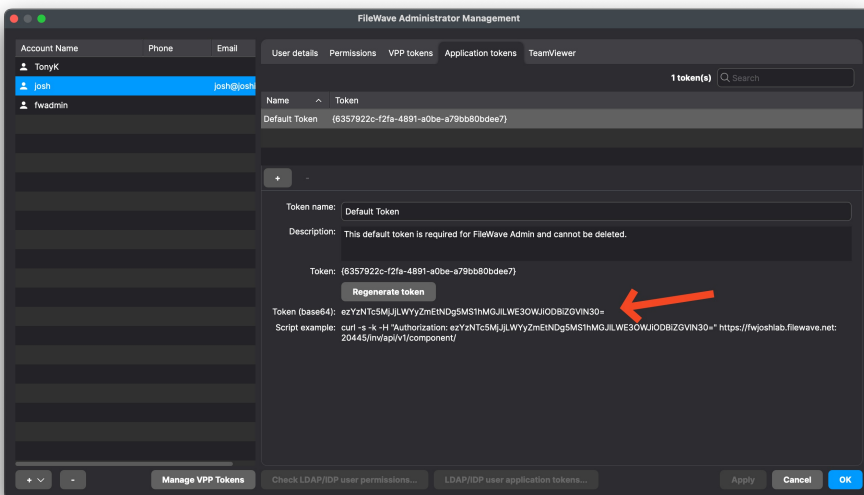 FileWave Administrator Management
Account Name Phone Email
TonyK
josh josh@joshi
fwadmin
User details Permissions VPP tokens Application tokens TeamViewer
1 token(s) Search
Name Token
Default Token {6357922c-f2fa-4891-a0be-a79bb80bdee7}
+ -
Token name: Default Token
Description: This default token is required for FileWave Admin and cannot be deleted.
Token: {6357922c-f2fa-4891-a0be-a79bb80bdee7}
Regenerate token
Token (base64): ezYzNTc5MjJjLWYyZmEtNDg5MS1hMGJlLWE3OWJiODBiZGVlN30=
Script example: curl -s -k -H "Authorization: ezYzNTc5MjJjLWYyZmEtNDg5MS1hMGJlLWE3OWJiODBiZGVlN30=" https://fwjoshlab.filewave.net:
20445/inv/api/v1/component/
+ - Manage VPP Tokens Check LDAP/IDP user permissions... LDAP/IDP user application tokens... Apply Cancel OK